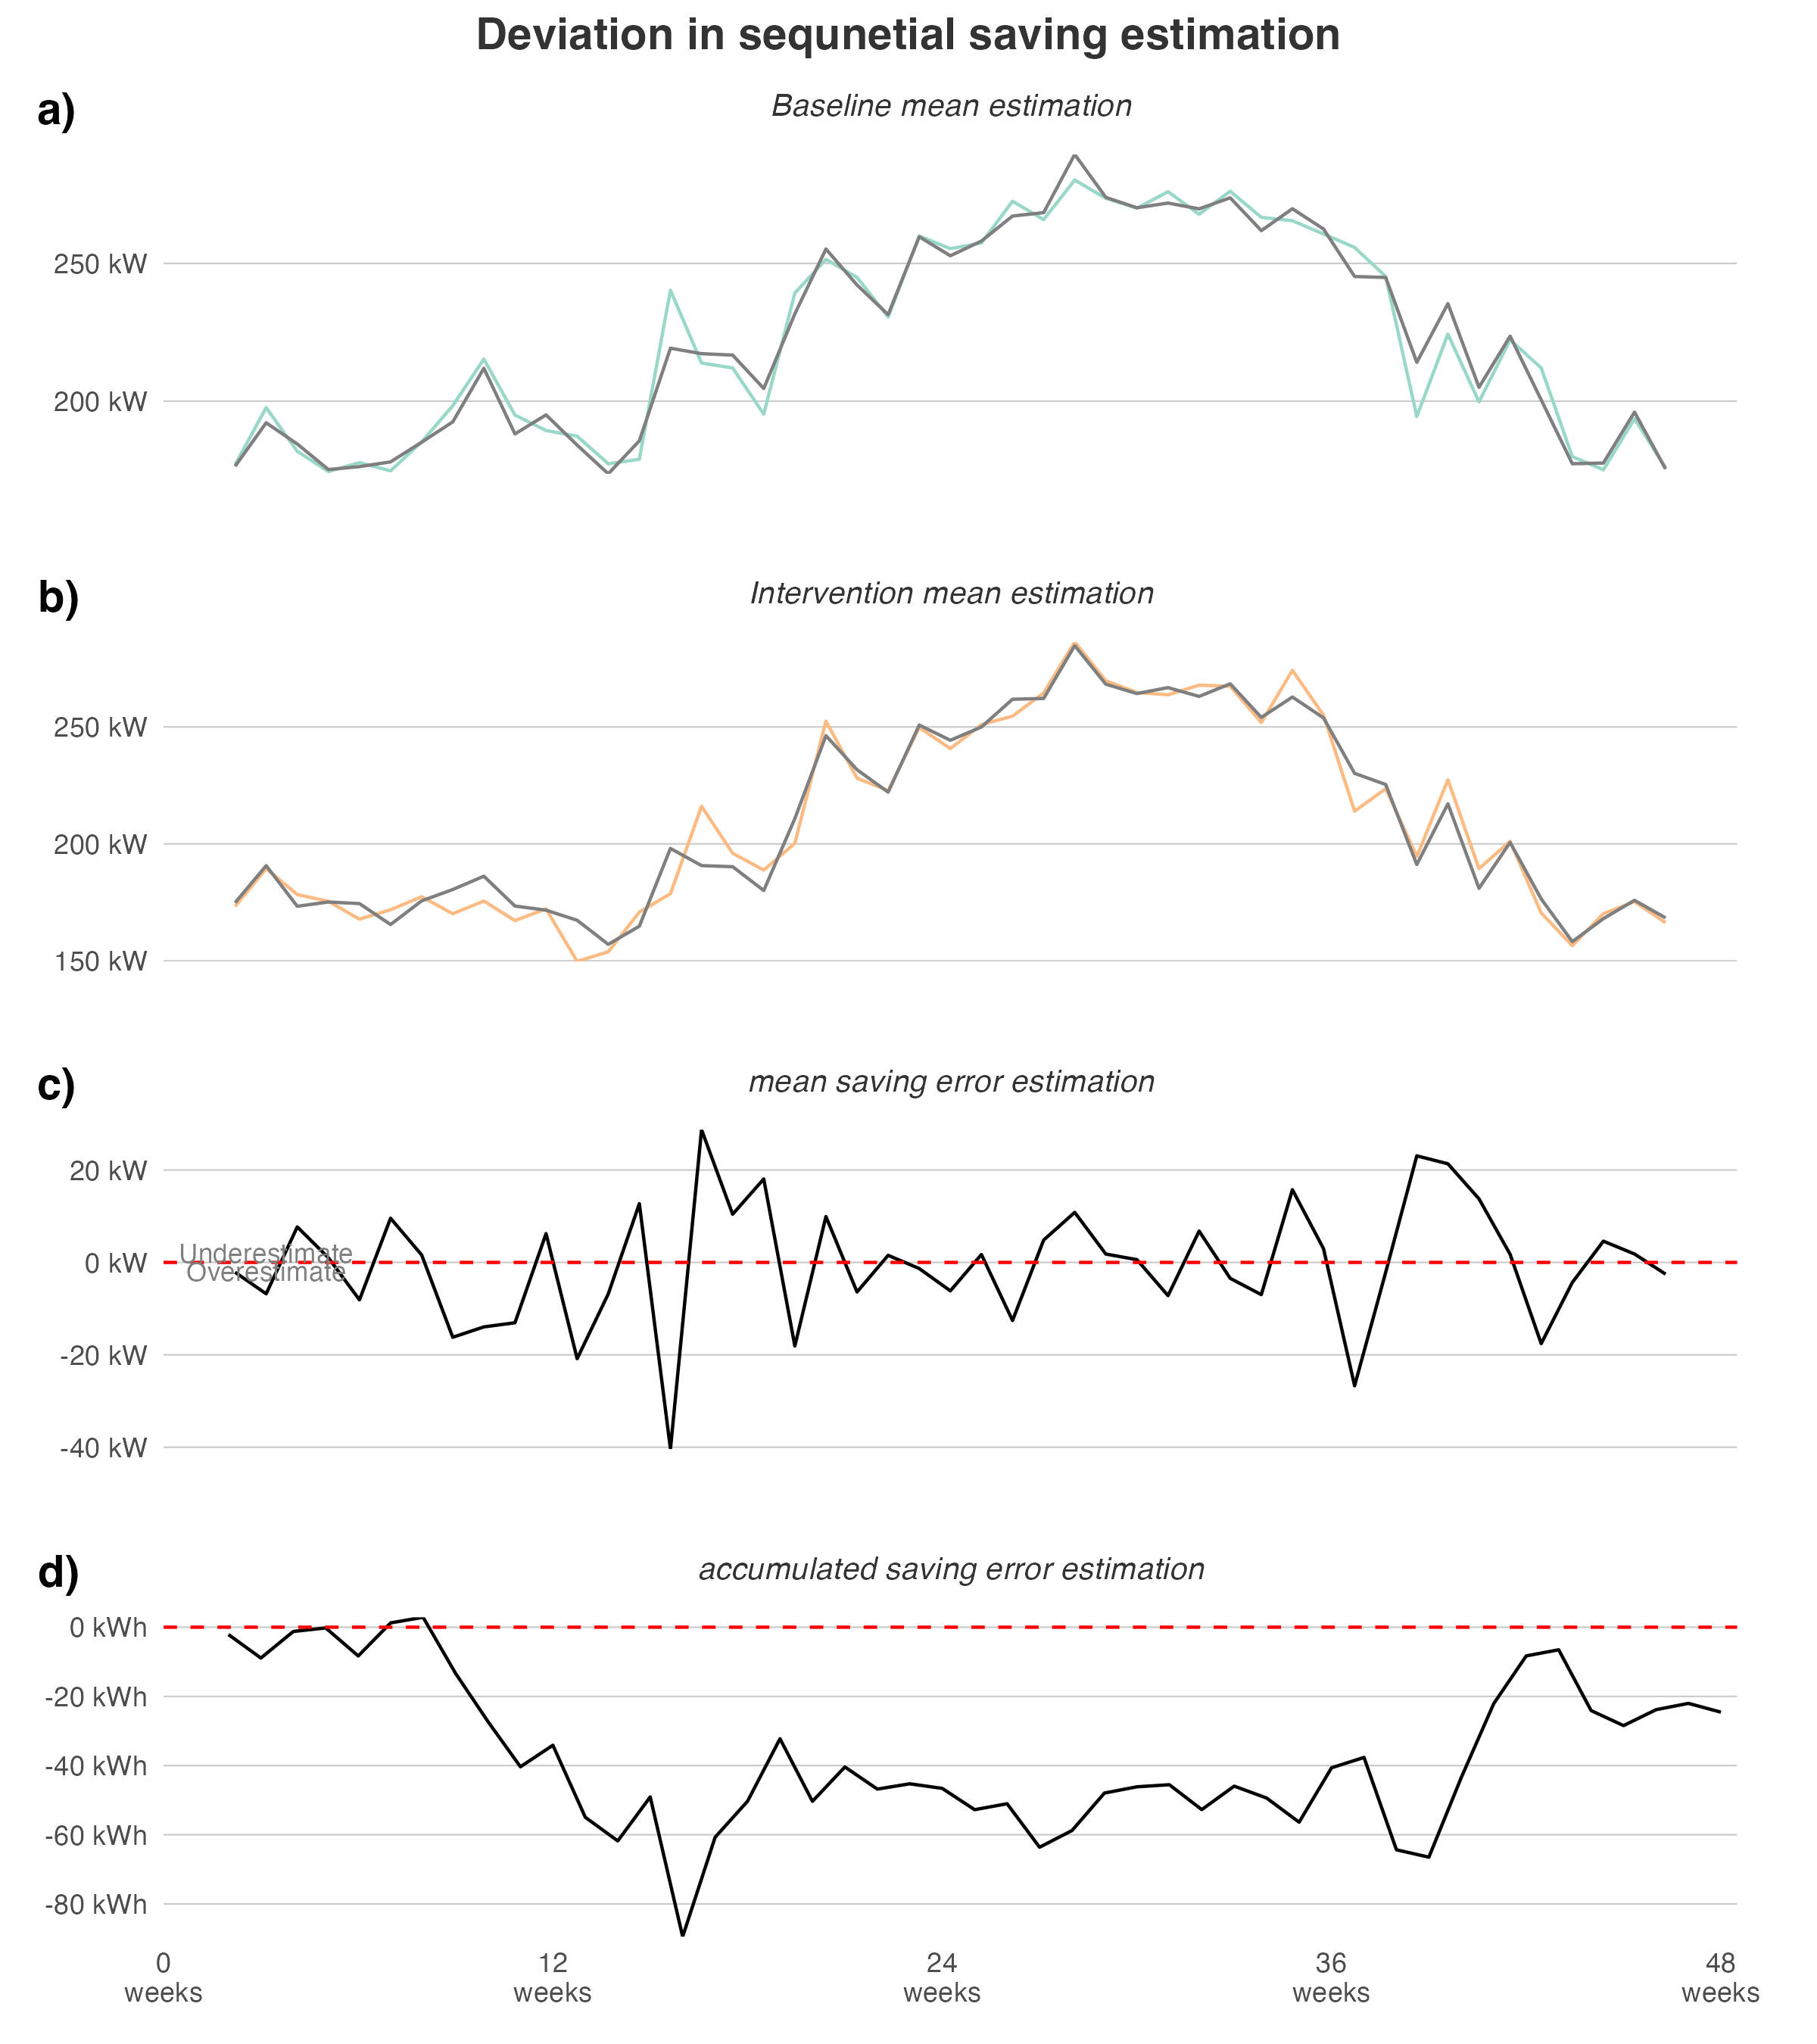 Deviation in sequnetial saving estimation
a)
Baseline mean estimation
250 kW
200 kW
b)
Intervention mean estimation
250 kW
200 kW
150 kW
c)
mean saving error estimation
20 kW
Underestimate
0 kW
Overestimate
-20 kW
-40 kW
d)
accumulated saving error estimation
0 kWh
-20 kWh
-40 kWh
-60 kWh
-80 kWh
0 12 24 36 48
weeks weeks weeks weeks weeks